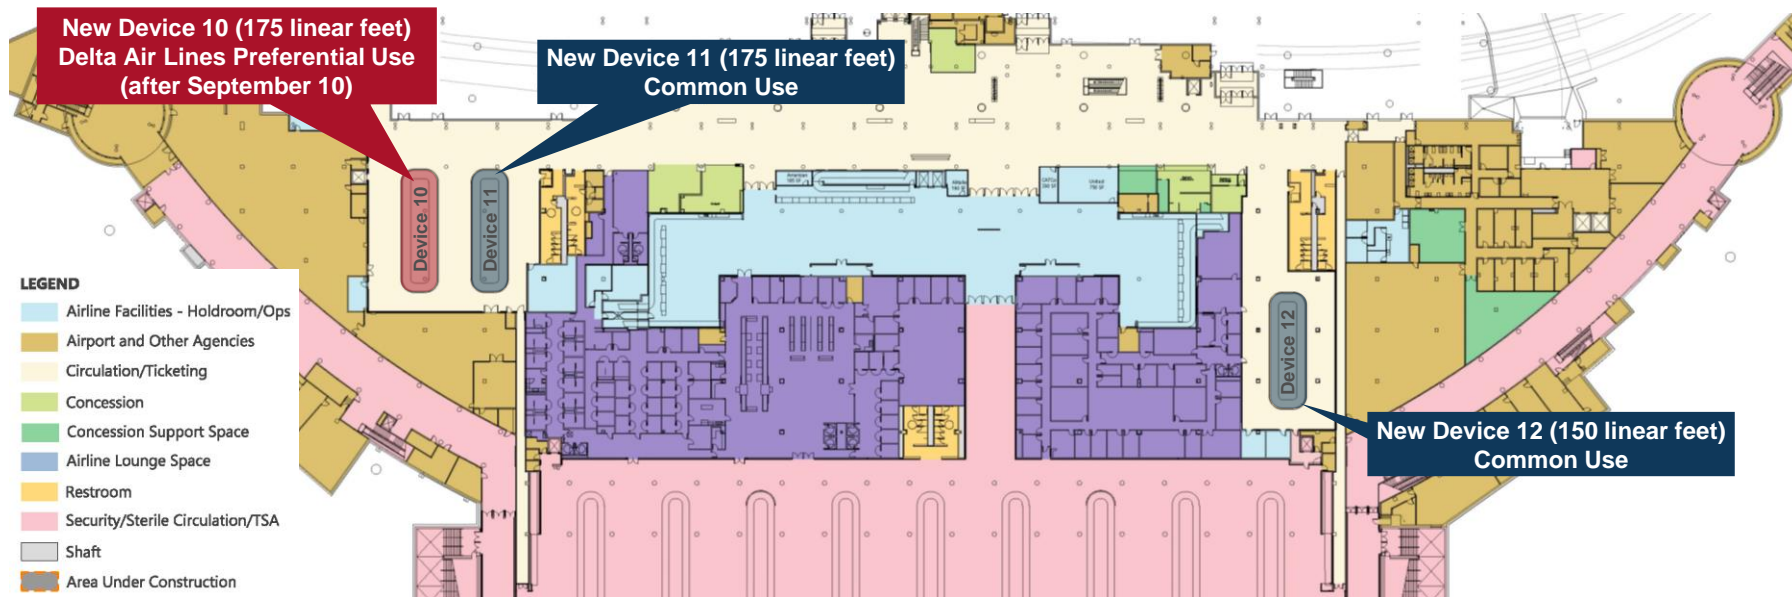 New Device 10 (175 linear feet)
Delta Air Lines Preferential Use
(after September 10)
New Device 11 (175 linear feet)
Common Use
Device 10
Device 11
American
United
Device 12
New Device 12 (150 linear feet)
Common Use
LEGEND
Airline Facilities - Holdroom/Ops
Airport and Other Agencies
Circulation/Ticketing
Concession
Concession Support Space
Airline Lounge Space
Restroom
Security/Sterile Circulation/TSA
Shaft
Area Under Construction